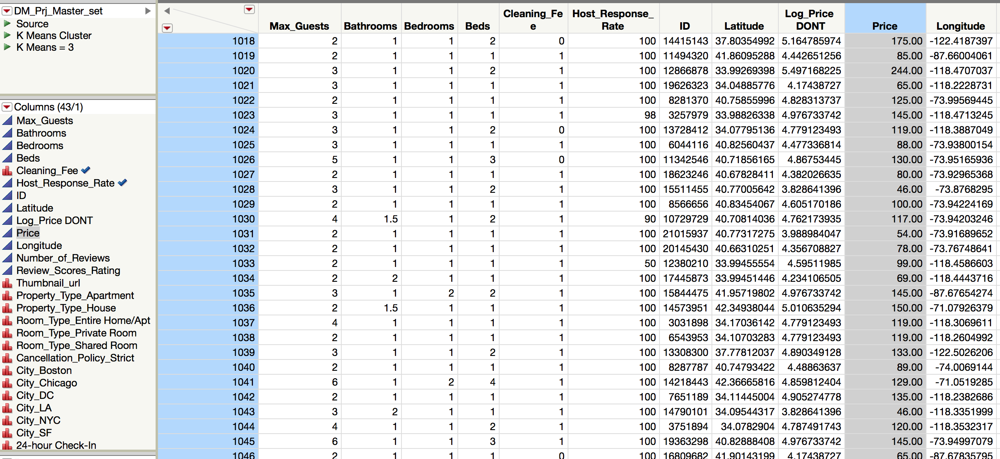 DM_Prj_Master_set
Source
K Means Cluster
K Means = 3
Columns (43/1)
Max_Guests
Bathrooms
Bedrooms
Beds
Cleaning_Fee
Host_Response_Rate
ID
Latitude
Log_Price DONT
Price
Longitude
Number_of_Reviews
Review_Scores_Rating
Thumbnail_url
Property_Type_Apartment
Property_Type_House
Room_Type_Entire Home/Apt
Room_Type_Private Room
Room_Type_Shared Room
Cancellation_Policy_Strict
City_Boston
City_Chicago
City_DC
City_LA
City_NYC
City_SF
24-hour Check-In
Max_Guests Bathrooms Bedrooms Beds Cleaning_Fe e Host_Response_ Rate ID Latitude Log_Price DONT Price Longitude
1018 2 1 1 2 0 100 14415143 37.80354992 5.164785974 175.00 -122.4187397
1019 2 1 1 1 1 100 11494320 41.86095288 4.442651256 85.00 -87.66004061
1020 3 1 1 2 1 100 12866878 33.99269398 5.497168225 244.00 -118.4707037
1021 3 1 1 1 1 100 19626323 34.04885776 4.17438727 65.00 -118.2228731
1022 2 1 1 1 1 100 8281370 40.75855996 4.828313737 125.00 -73.99569445
1023 3 1 1 1 1 98 3257979 33.98826338 4.976733742 145.00 -118.4713245
1024 3 1 1 2 0 100 13728412 34.07795136 4.779123493 119.00 -118.3887049
1025 3 1 1 1 1 100 6044116 40.82560437 4.477336814 88.00 -73.93800154
1026 5 1 1 3 0 100 11342546 40.71856165 4.86753445 130.00 -73.95165936
1027 2 1 1 1 1 100 18623246 40.67828411 4.382026635 80.00 -73.92965368
1028 3 1 1 2 1 100 15511455 40.77005642 3.828641396 46.00 -73.8768295
1029 2 1 1 1 1 100 8566656 40.83454067 4.605170186 100.00 -73.94224169
1030 4 1.5 1 2 1 90 10729729 40.70814036 4.762173935 117.00 -73.94203246
1031 2 1 1 1 1 100 21015937 40.77317275 3.988984047 54.00 -73.91689652
1032 2 1 1 1 1 100 20145430 40.66310251 4.356708827 78.00 -73.76748641
1033 2 1 1 1 1 50 12380210 33.99455554 4.59511985 99.00 -118.4586603
1034 2 2 1 1 1 100 17445873 33.99451446 4.234106505 69.00 -118.4443716
1035 3 1 2 2 1 100 15844475 41.95719802 4.976733742 145.00 -87.67654274
1036 2 1.5 1 1 1 100 14573951 42.34938044 5.010635294 150.00 -71.07926379
1037 4 1 1 1 1 100 3031898 34.17036142 4.779123493 119.00 -118.3069611
1038 2 1 1 1 1 100 6543953 34.10703283 4.779123493 119.00 -118.2604992
1039 3 1 1 2 1 100 13308300 37.77812037 4.890349128 133.00 -122.5026206
1040 2 1 1 1 1 100 8287787 40.74793422 4.48863637 89.00 -74.0069144
1041 6 1 2 4 1 100 14218443 42.36665816 4.859812404 129.00 -71.0519285
1042 2 1 1 1 1 100 7651189 34.11445004 4.905274778 135.00 -118.2382686
1043 3 2 1 1 1 100 14790101 34.09544317 3.828641396 46.00 -118.3351999
1044 4 1 1 2 1 100 3751894 34.0782904 4.787491743 120.00 -118.3532317
1045 6 1 1 3 1 100 19363298 40.82888408 4.976733742 145.00 -73.94997079
1046 2 1 1 1 0 100 16809682 41.90143199 4.17438727 65.00 -87.67835795